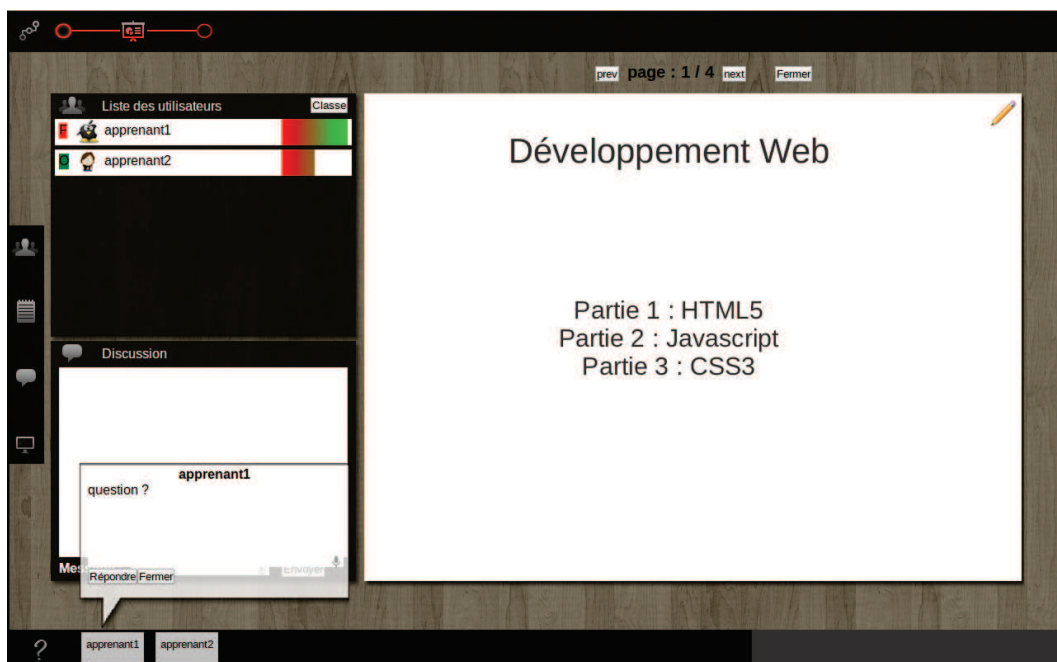 prev page : 1 / 4 next Fermer
Liste des utilisateurs Classe
F apprenant1
O apprenant2
Développement Web
Partie 1 : HTML5
Partie 2 : Javascript
Partie 3 : CSS3
Discussion
apprenant1
question ?
Envoyer
Répondre Fermer
? apprenant1 apprenant2